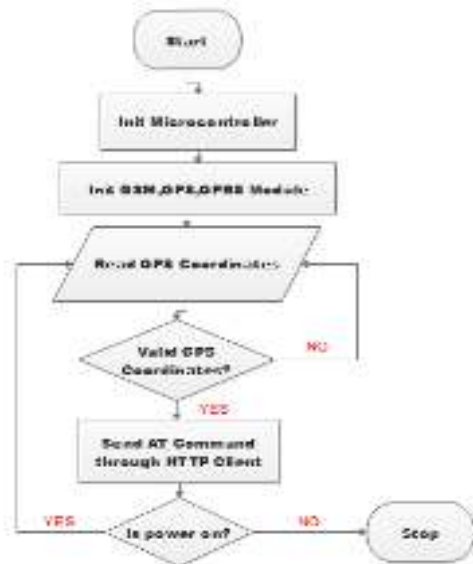 Start
Init Microcontroller
Init GSM,GPS,GPRS Module
Read GPS Coordinates
Valid GPS
Coordinates?
NO
YES
Send AT Command
through HTTP Client
YES
Is power on?
NO
Stop